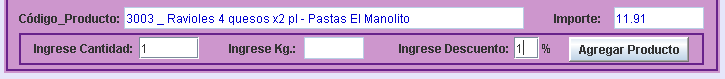 Código_Producto: 3003 _ Ravioles 4 quesos x2 pl - Pastas El Manolito Importe: 11.91
Ingrese Cantidad: 1 Ingrese Kg.: Ingrese Descuento: 1 % Agregar Producto